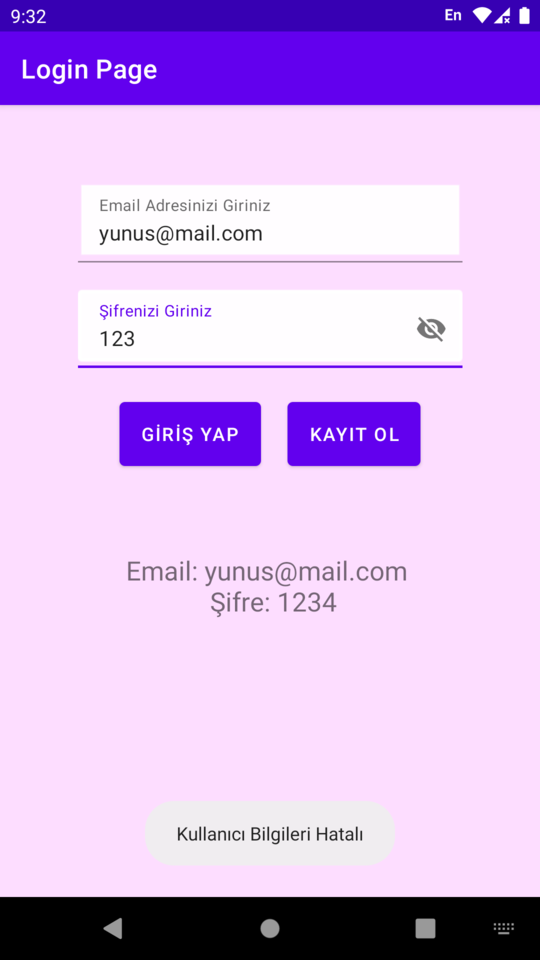 9:32 En
Login Page
Email Adresinizi Giriniz
yunus@mail.com
Şifrenizi Giriniz
123
GİRİŞ YAP KAYIT OL
Email: yunus@mail.com
Şifre: 1234
Kullanıcı Bilgileri Hatalı